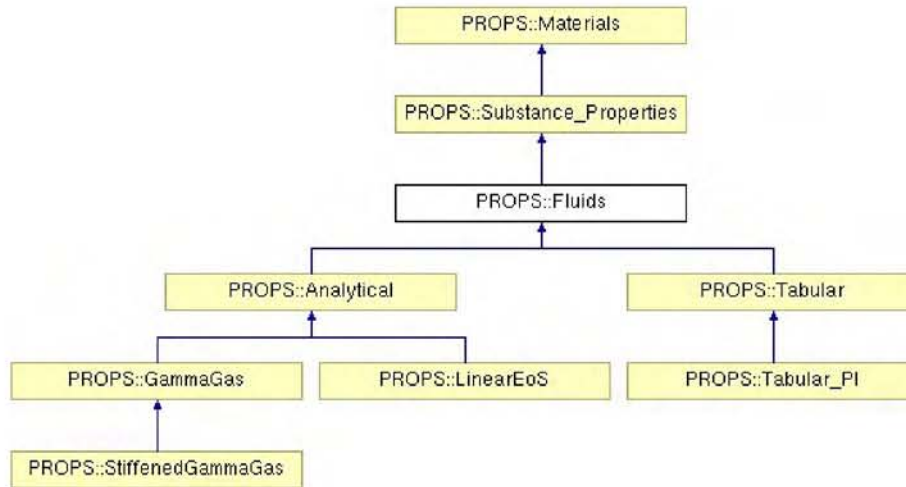 PROPS::Materials
PROPS::Substance_Properties
PROPS::Fluids
PROPS::Analytical
PROPS::Tabular
PROPS::GammaGas
PROPS::LinearEoS
PROPS::Tabular_PI
PROPS::StiffenedGammaGas